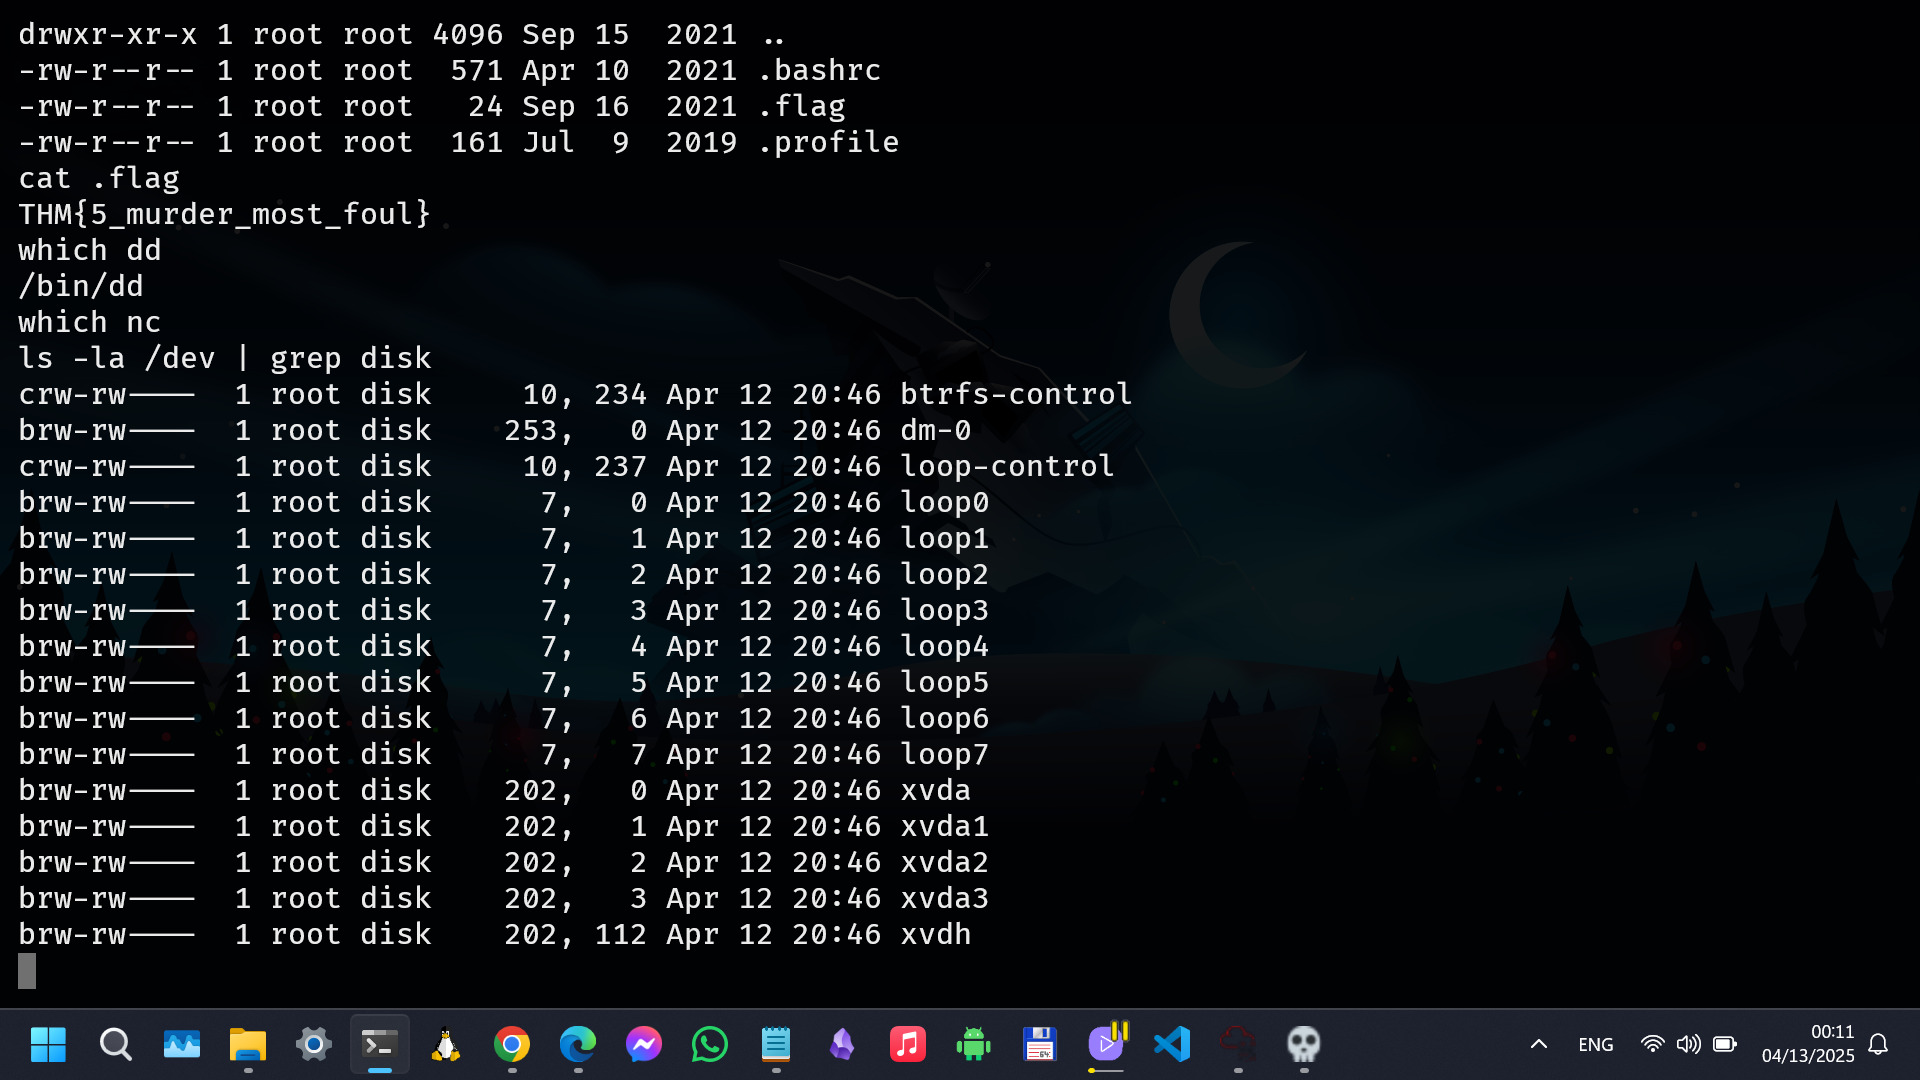 drwxr-xr-x 1 root root 4096 Sep 15  2021 ..
-rw-r--r-- 1 root root  571 Apr 10  2021 .bashrc
-rw-r--r-- 1 root root   24 Sep 16  2021 .flag
-rw-r--r-- 1 root root  161 Jul  9  2019 .profile
cat .flag
THM{5_murder_most_foul}
which dd
/bin/dd
which nc
ls -la /dev | grep disk
crw-rw----  1 root disk     10, 234 Apr 12 20:46 btrfs-control
brw-rw----  1 root disk    253,   0 Apr 12 20:46 dm-0
crw-rw----  1 root disk     10, 237 Apr 12 20:46 loop-control
brw-rw----  1 root disk      7,   0 Apr 12 20:46 loop0
brw-rw----  1 root disk      7,   1 Apr 12 20:46 loop1
brw-rw----  1 root disk      7,   2 Apr 12 20:46 loop2
brw-rw----  1 root disk      7,   3 Apr 12 20:46 loop3
brw-rw----  1 root disk      7,   4 Apr 12 20:46 loop4
brw-rw----  1 root disk      7,   5 Apr 12 20:46 loop5
brw-rw----  1 root disk      7,   6 Apr 12 20:46 loop6
brw-rw----  1 root disk      7,   7 Apr 12 20:46 loop7
brw-rw----  1 root disk    202,   0 Apr 12 20:46 xvda
brw-rw----  1 root disk    202,   1 Apr 12 20:46 xvda1
brw-rw----  1 root disk    202,   2 Apr 12 20:46 xvda2
brw-rw----  1 root disk    202,   3 Apr 12 20:46 xvda3
brw-rw----  1 root disk    202, 112 Apr 12 20:46 xvdh
64
ENG
00:11
04/13/2025